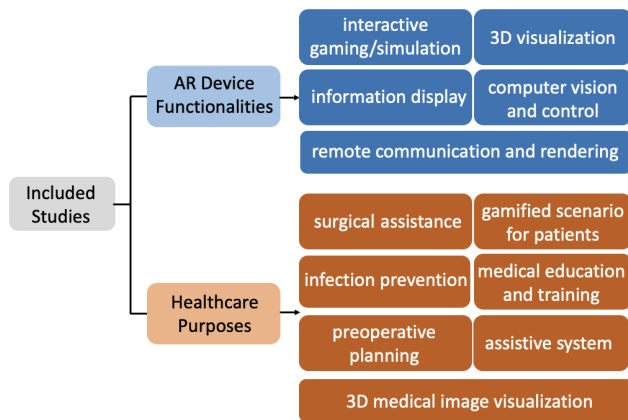 Included
Studies
AR Device
Functionalities
interactive
gaming/simulation
3D visualization
information display
computer vision
and control
remote communication and rendering
Healthcare
Purposes
surgical assistance
gamified scenario
for patients
infection prevention
medical education
and training
preoperative
planning
assistive system
3D medical image visualization